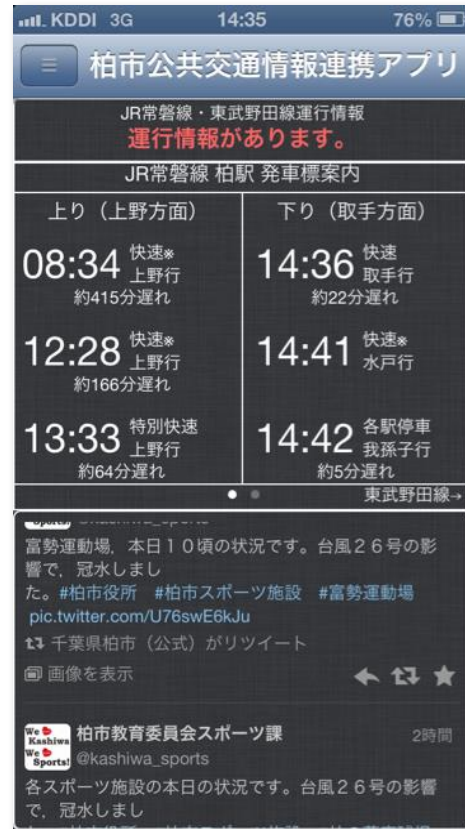 KDDI 3G 14:35 76%
柏市公共交通情報連携アプリ
JR常磐線・東武野田線運行情報
運行情報があります。
JR常磐線 柏駅 発車標案内
上り（上野方面） 下り（取手方面）
08:34 快速※ 上野行
約415分遅れ
14:36 快速 取手行
約22分遅れ
12:28 快速※ 上野行
約166分遅れ
14:41 快速※ 水戸行
13:33 特別快速 上野行
約64分遅れ
14:42 各駅停車 我孫子行
約5分遅れ
東武野田線→
Sports! @kashiwa_sports
富勢運動場，本日１０頃の状況です。台風２６号の影
響で，冠水しまし
た。#柏市役所 #柏市スポーツ施設 #富勢運動場
pic.twitter.com/U76swE6kJu
千葉県柏市（公式）がリツイート
画像を表示
We Kashiwa We Sports!
柏市教育委員会スポーツ課 2時間
@kashiwa_sports
各スポーツ施設の本日の状況です。台風２６号の影響
で，冠水しまし